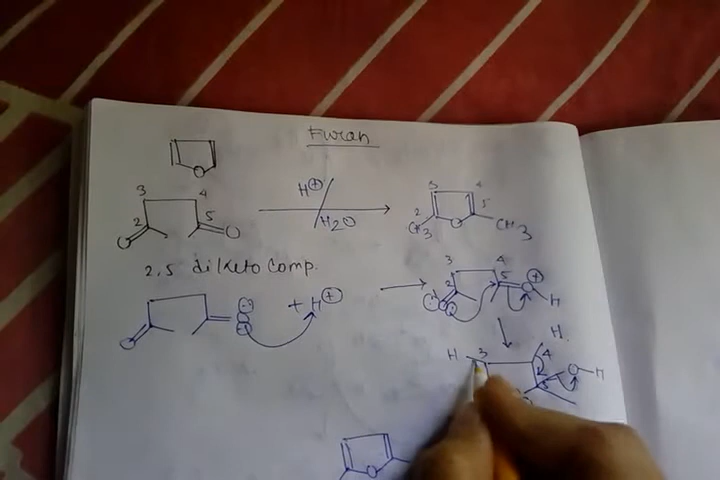 Furan
O
3 4
2 5
O O
H⊕/H2O
3 4
2 5
CH3 O CH3
2,5 diketo comp.
O O + H⊕
3 4
2 5
O O⊕ H
H
H 3 4
5 O-H
O